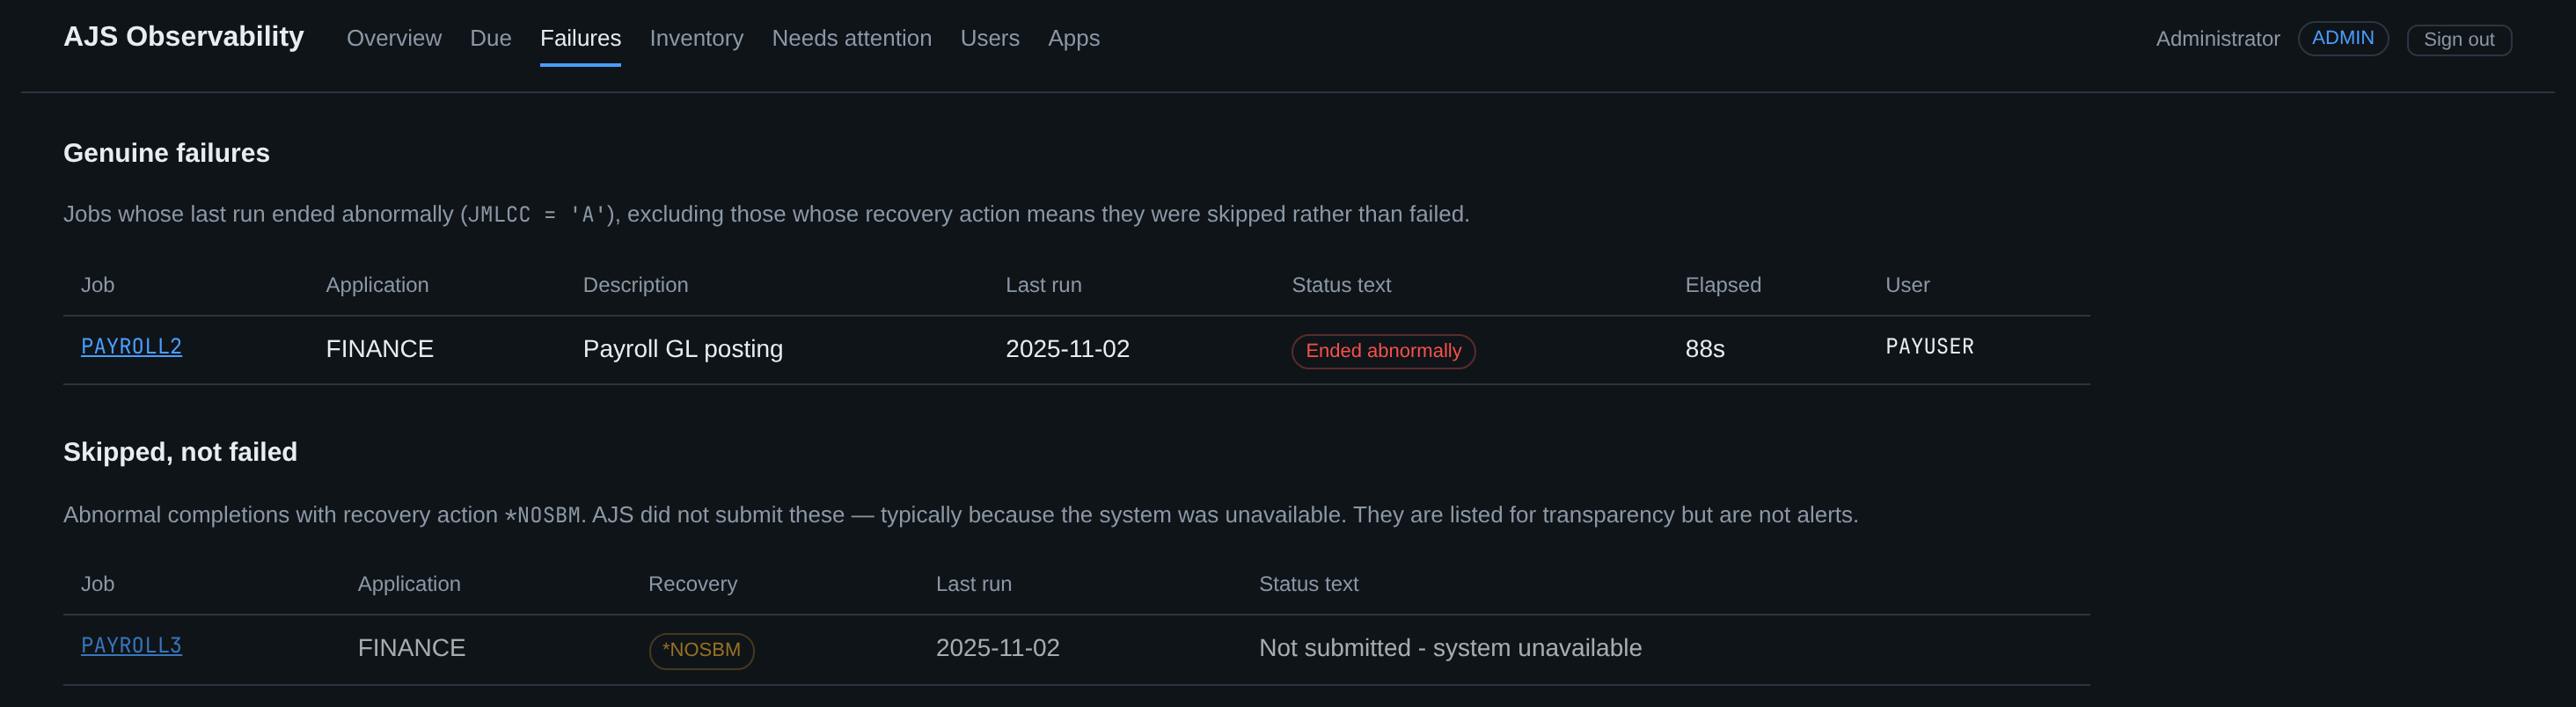 AJS Observability Overview Due Failures Inventory Needs attention Users Apps Administrator ADMIN Sign out
Genuine failures
Jobs whose last run ended abnormally (JMLCC = 'A'), excluding those whose recovery action means they were skipped rather than failed.
Job Application Description Last run Status text Elapsed User
PAYROLL2 FINANCE Payroll GL posting 2025-11-02 Ended abnormally 88s PAYUSER
Skipped, not failed
Abnormal completions with recovery action *NOSBM. AJS did not submit these — typically because the system was unavailable. They are listed for transparency but are not alerts.
Job Application Recovery Last run Status text
PAYROLL3 FINANCE *NOSBM 2025-11-02 Not submitted - system unavailable